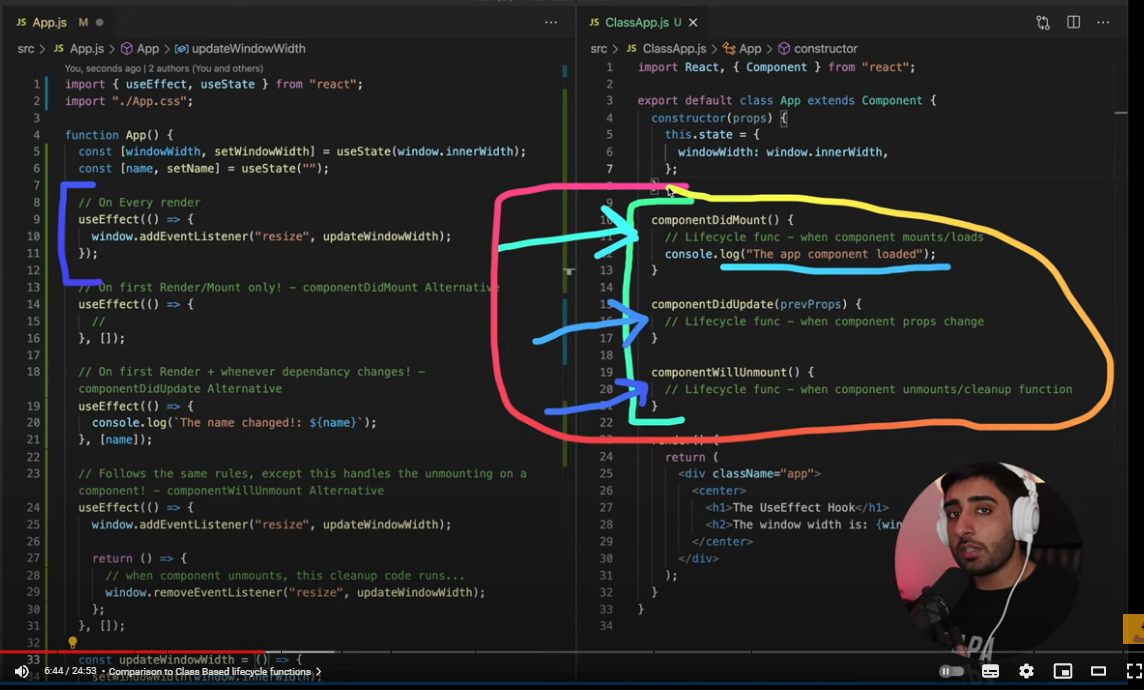 JS App.js M
You, seconds ago | 2 authors (You and others)
src > JS App.js > App > updateWindowWidth
1 import { useEffect, useState } from "react";
2 import "./App.css";
3
4 function App() {
5 const [windowWidth, setWindowWidth] = useState(window.innerWidth);
6 const [name, setName] = useState("");
7
8 // On Every render
9 useEffect(() => {
10 window.addEventListener("resize", updateWindowWidth);
11 });
12
13 // On first Render/Mount only! - componentDidMount Alternative
14 useEffect(() => {
15 //
16 }, []);
17
18 // On first Render + whenever dependancy changes! -
componentDidUpdate Alternative
19 useEffect(() => {
20 console.log(`The name changed!: ${name}`);
21 }, [name]);
22
23 // Follows the same rules, except this handles the unmounting on a
component! - componentWillUnmount Alternative
24 useEffect(() => {
25 window.addEventListener("resize", updateWindowWidth);
26
27 return () => {
28 // when component unmounts, this cleanup code runs...
29 window.removeEventListener("resize", updateWindowWidth);
30 };
31 }, []);
32
33 const updateWindowWidth = () => {
setWindowWidth(window.innerWidth);
JS ClassApp.js U
src > JS ClassApp.js > App > constructor
1 import React, { Component } from "react";
2
3 export default class App extends Component {
4 constructor(props) {
5 this.state = {
6 windowWidth: window.innerWidth,
7 };
8 }
9
10 componentDidMount() {
11 // Lifecycle func - when component mounts/loads
12 console.log("The app component loaded");
13 }
14
15 componentDidUpdate(prevProps) {
16 // Lifecycle func - when component props change
17 }
18
19 componentWillUnmount() {
20 // Lifecycle func - when component unmounts/cleanup function
21 }
22
23 render() {
24 return (
25 <div className="app">
26 <center>
27 <h1>The UseEffect Hook</h1>
28 <h2>The window width is: {win
29 </center>
30 </div>
31 );
32 }
33 }
34
6:44 / 24:53 • Comparison to Class Based lifecycle functions >